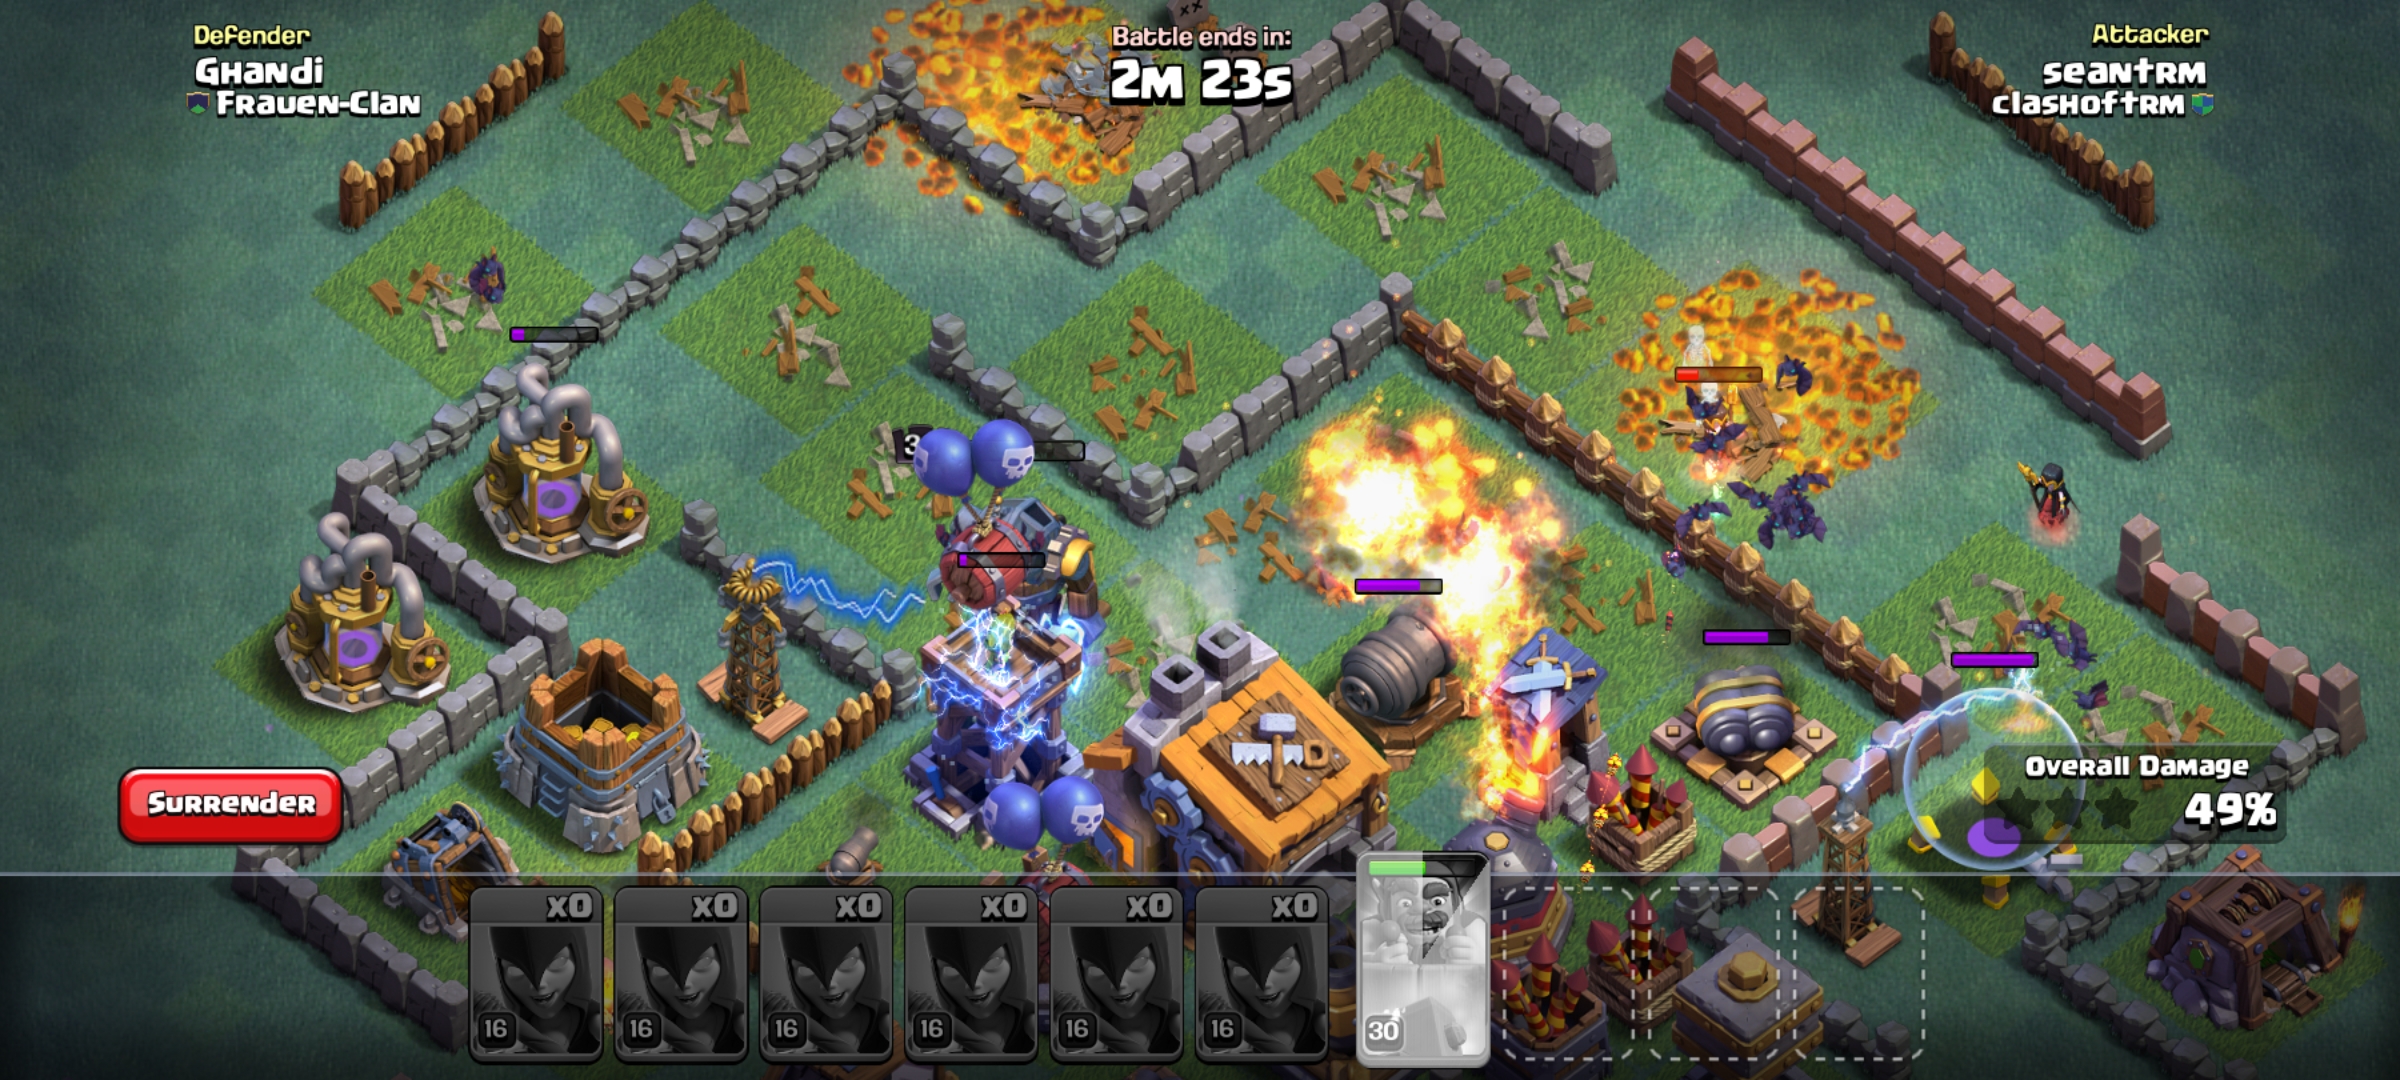 Defender
Ghandi
Frauen-Clan
Battle ends in:
2M 23s
Attacker
seantRM
clashoftRM
3
Surrender
Overall Damage
49%
x0
x0
x0
x0
x0
x0
16
16
16
16
16
16
30